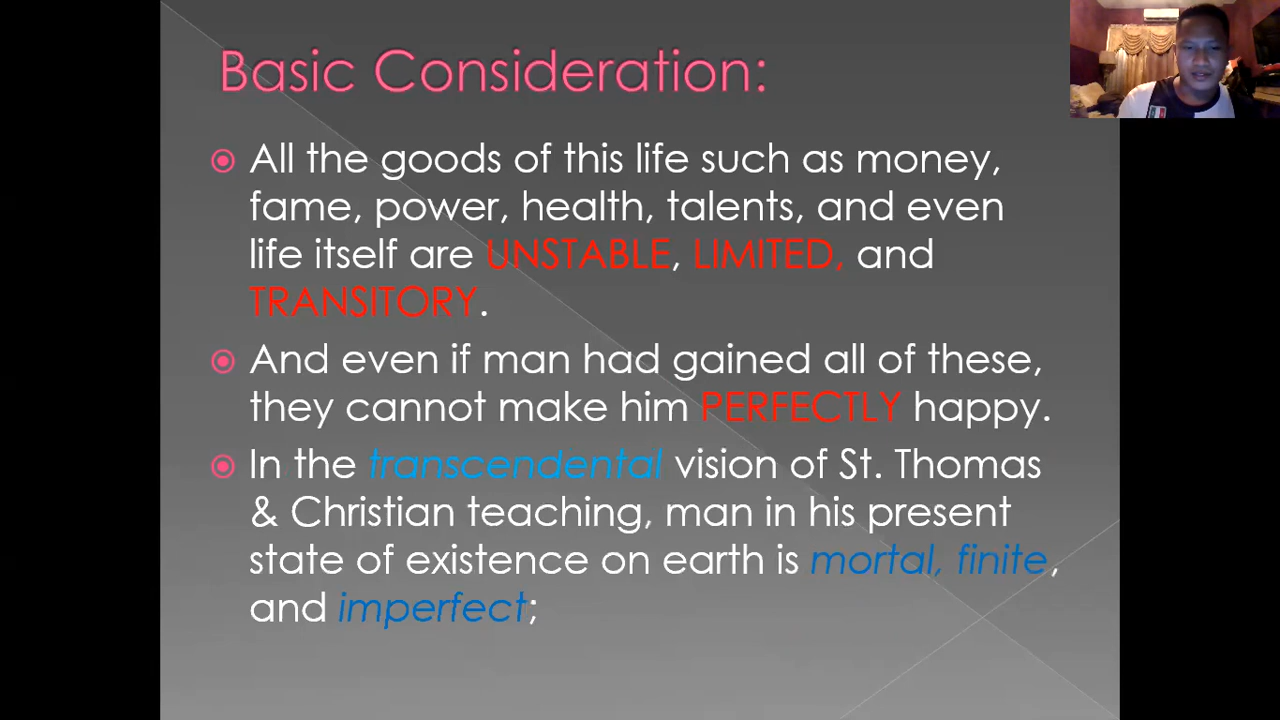 Basic Consideration:
All the goods of this life such as money,
fame, power, health, talents, and even
life itself are UNSTABLE, LIMITED, and
TRANSITORY.
And even if man had gained all of these,
they cannot make him PERFECTLY happy.
In the transcendental vision of St. Thomas
& Christian teaching, man in his present
state of existence on earth is mortal, finite,
and imperfect;